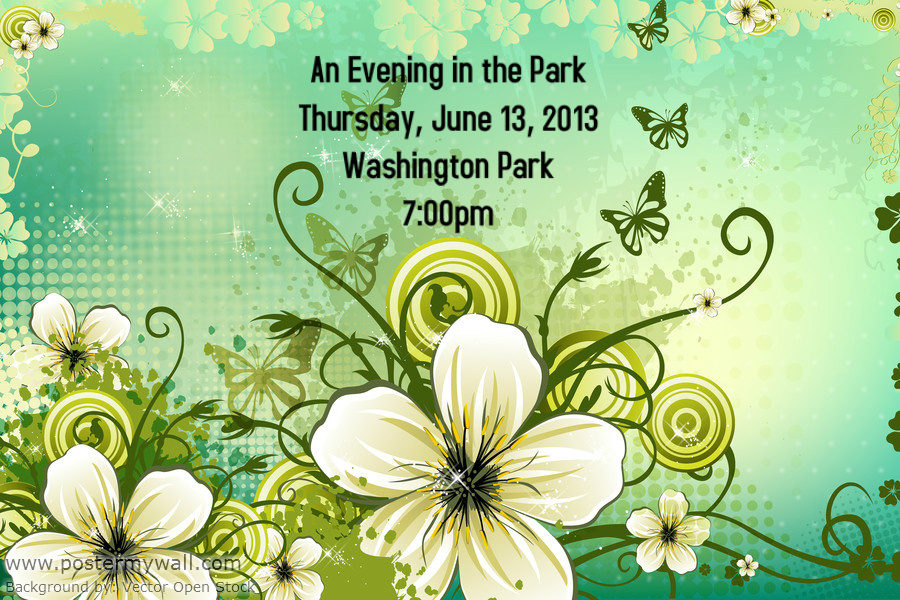 An Evening in the Park
Thursday, June 13, 2013
Washington Park
7:00pm
www.postermywall.com
Background by: Vector Open Stock